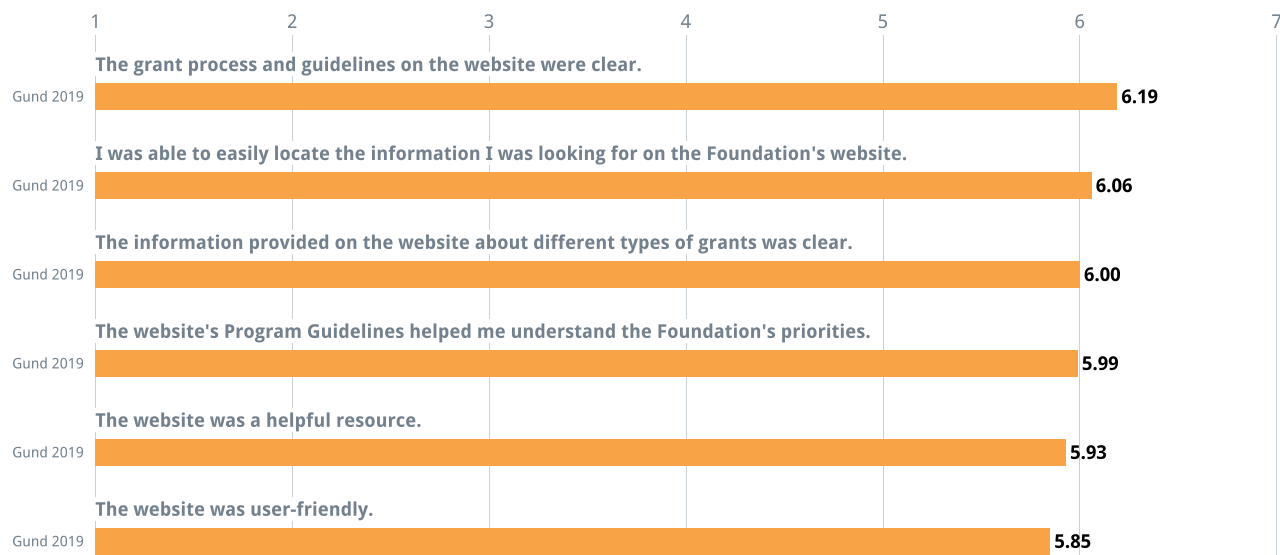 1 2 3 4 5 6 7
The grant process and guidelines on the website were clear.
Gund 2019 6.19
I was able to easily locate the information I was looking for on the Foundation's website.
Gund 2019 6.06
The information provided on the website about different types of grants was clear.
Gund 2019 6.00
The website's Program Guidelines helped me understand the Foundation's priorities.
Gund 2019 5.99
The website was a helpful resource.
Gund 2019 5.93
The website was user-friendly.
Gund 2019 5.85